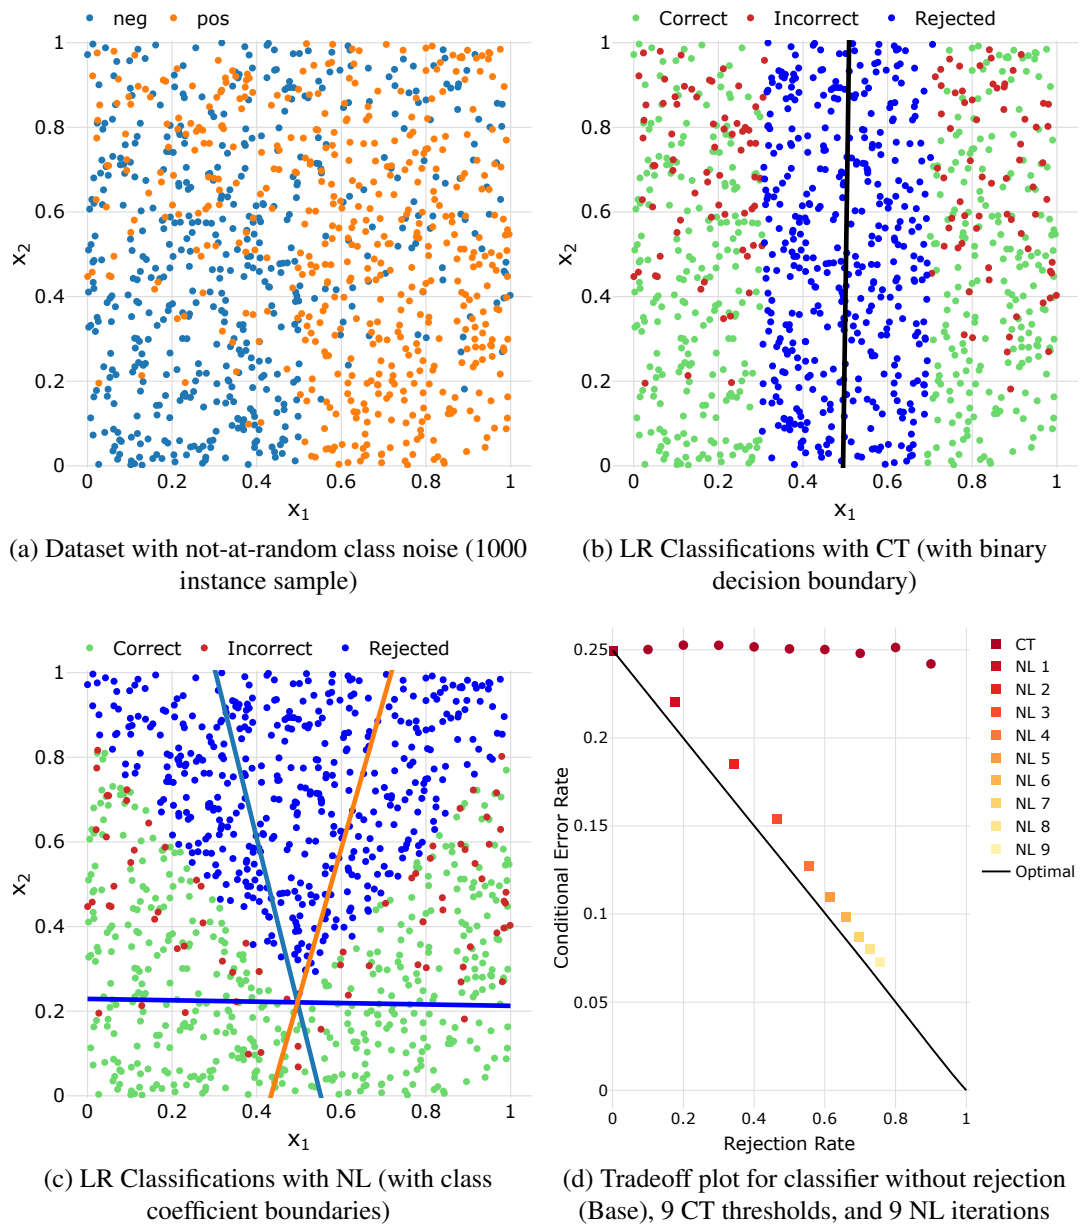 neg pos
1
0.8
0.6
x2
0.4
0.2
0
0 0.2 0.4 0.6 0.8 1
x1
(a) Dataset with not-at-random class noise (1000
instance sample)
Correct Incorrect Rejected
1
0.8
0.6
x2
0.4
0.2
0
0 0.2 0.4 0.6 0.8 1
x1
(b) LR Classifications with CT (with binary
decision boundary)
Correct Incorrect Rejected
1
0.8
0.6
x2
0.4
0.2
0
0 0.2 0.4 0.6 0.8 1
x1
(c) LR Classifications with NL (with class
coefficient boundaries)
0.25
0.2
0.15
Conditional Error Rate
0.1
0.05
0
0 0.2 0.4 0.6 0.8 1
Rejection Rate
CT
NL 1
NL 2
NL 3
NL 4
NL 5
NL 6
NL 7
NL 8
NL 9
Optimal
(d) Tradeoff plot for classifier without rejection
(Base), 9 CT thresholds, and 9 NL iterations